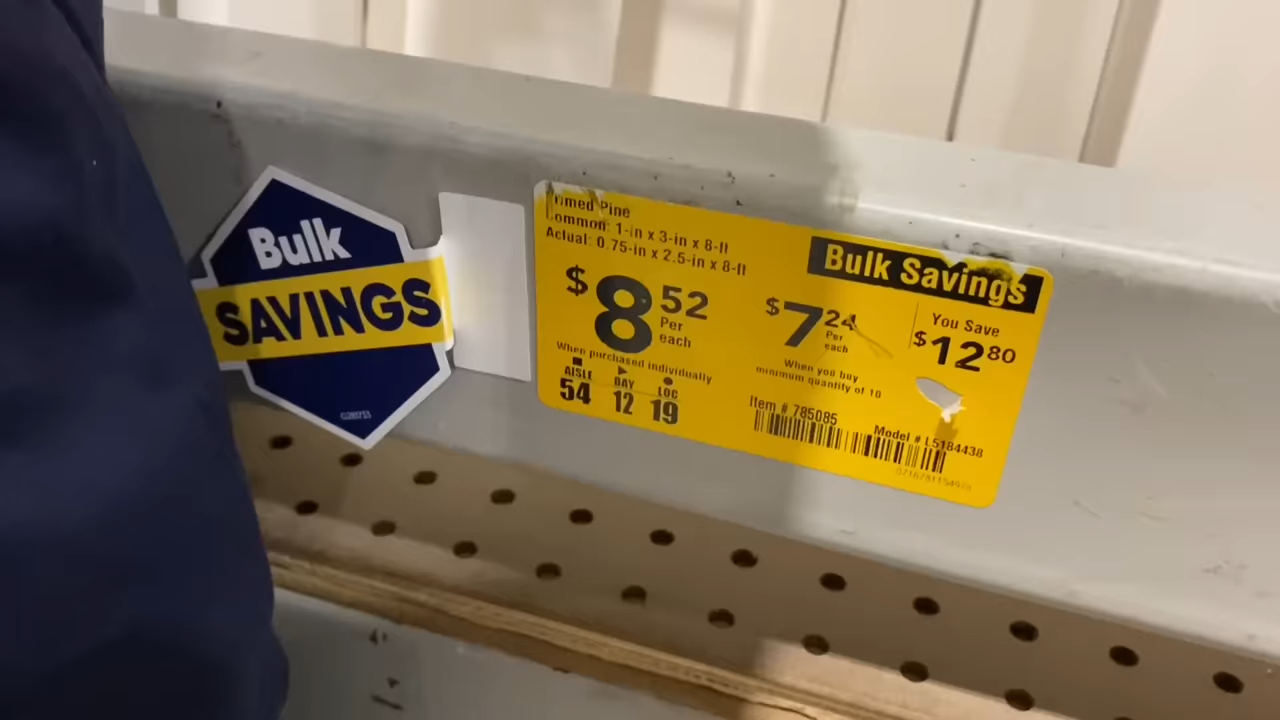 Bulk
SAVINGS
Pine
Common: 1-in x 3-in x 8-ft
Actual: 0.75-in x 2.5-in x 8-ft
$8 52
Per
each
When purchased individually
AISLE BAY LOC
54 12 19
Bulk Savings
$7 24
Per
each
When you buy
minimum quantity of 10
You Save
$12 80
Item # 785085
Model # L5184438